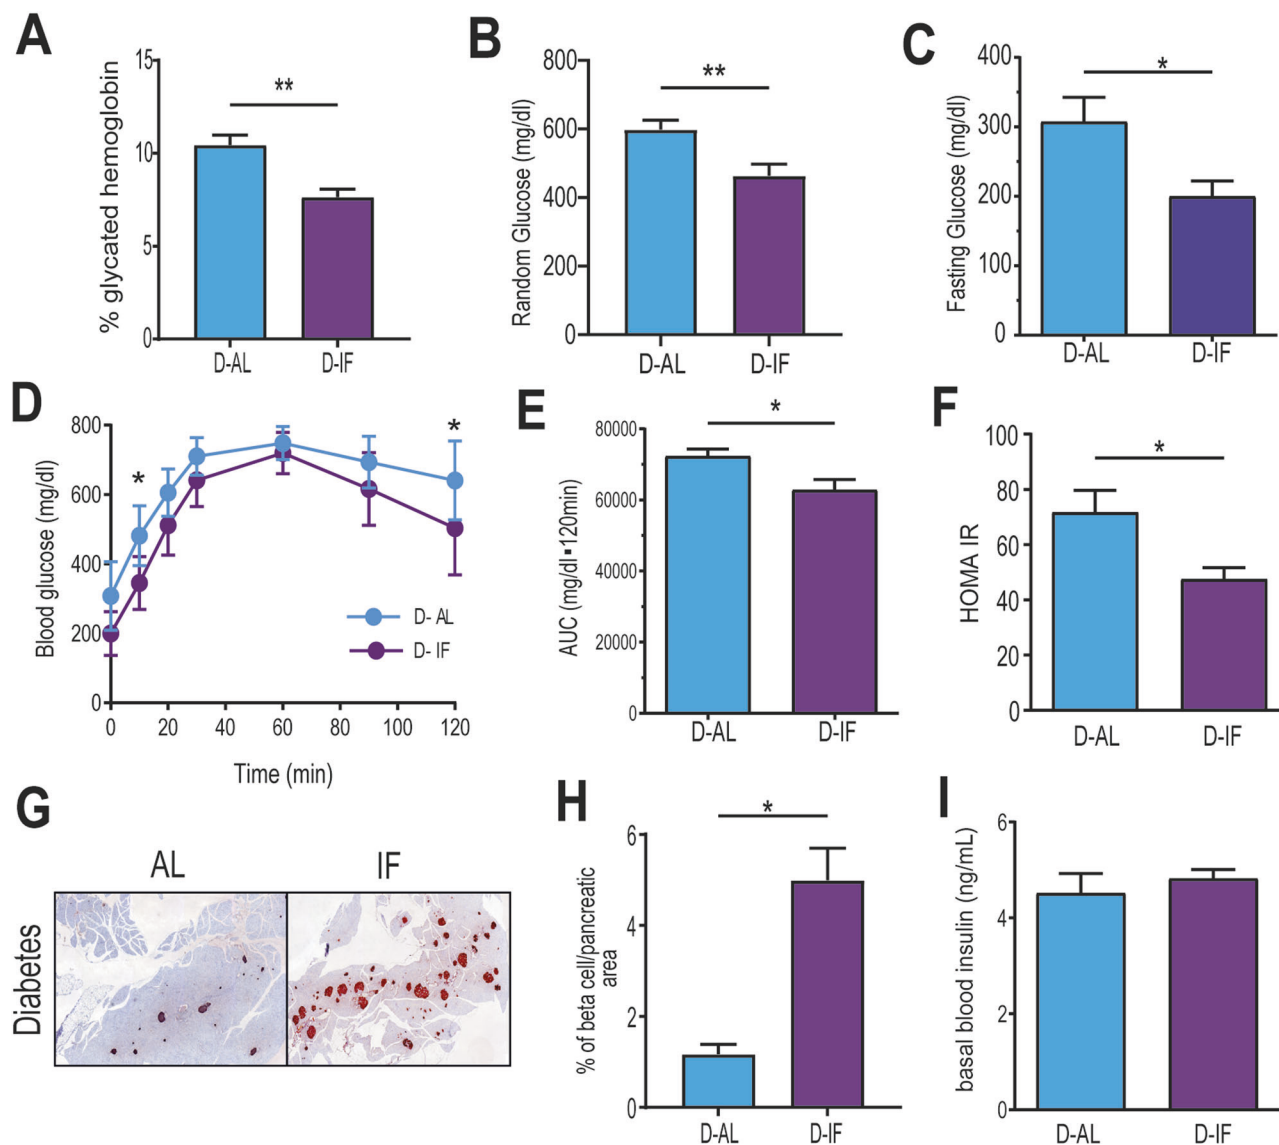 A
% glycated hemoglobin
15
10
5
0
**
D-AL
D-IF
B
Random Glucose (mg/dl)
800
600
400
200
0
**
D-AL
D-IF
C
Fasting Glucose (mg/dl)
400
300
200
100
0
*
D-AL
D-IF
D
Blood glucose (mg/dl)
800
600
400
200
0
*
*
D- AL
D- IF
0
20
40
60
80
100
120
Time (min)
E
AUC (mg/dl▪120min)
80000
60000
40000
20000
0
*
D-AL
D-IF
F
HOMA IR
100
80
60
40
20
0
*
D-AL
D-IF
G
AL
IF
Diabetes
H
% of beta cell/pancreatic
area
6
4
2
0
*
D-AL
D-IF
I
basal blood insulin (ng/mL)
6
4
2
0
D-AL
D-IF